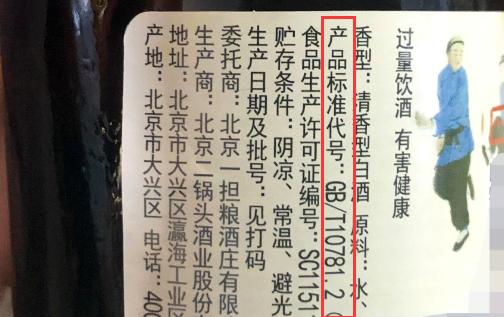 过量饮酒 有害健康
香型：清香型白酒 原料：水、
产品标准代号：GB/T10781.2（
食品生产许可证编号：SC11511
贮存条件：阴凉、常温、避光
生产日期及批号：见打码
委托商：北京一担粮酒庄有限
生产商：北京二锅头酒业股份
地址：北京市大兴区瀛海工业区
产地：北京市大兴区 电话：400